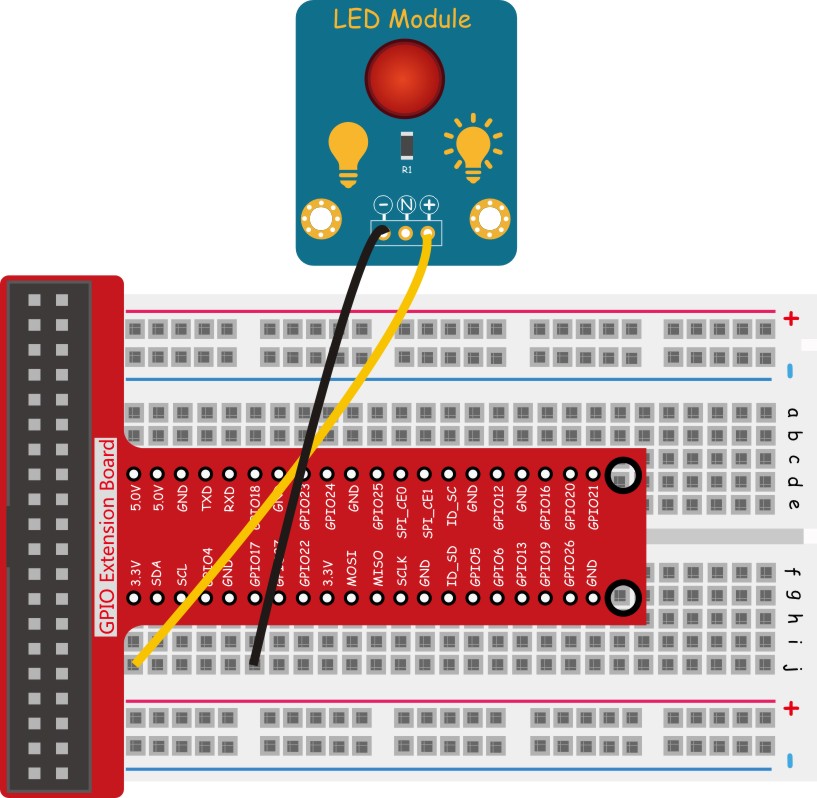 LED Module
R1
− N +
+
-
a
b
c
d
e
5.0V 5.0V GND TXD RXD GPIO18 GPIO23 GPIO24 GND GPIO25 SPI_CE0 SPI_CE1 ID_SC GND GPIO12 GND GPIO16 GPIO20 GPIO21
GPIO Extension Board
3.3V SDA SCL GPIO4 GND GPIO17 GPIO27 GPIO22 3.3V MOSI MISO SCLK GND ID_SD GPIO5 GPIO6 GPIO13 GPIO19 GPIO26 GND
f
g
h
i
j
+
-